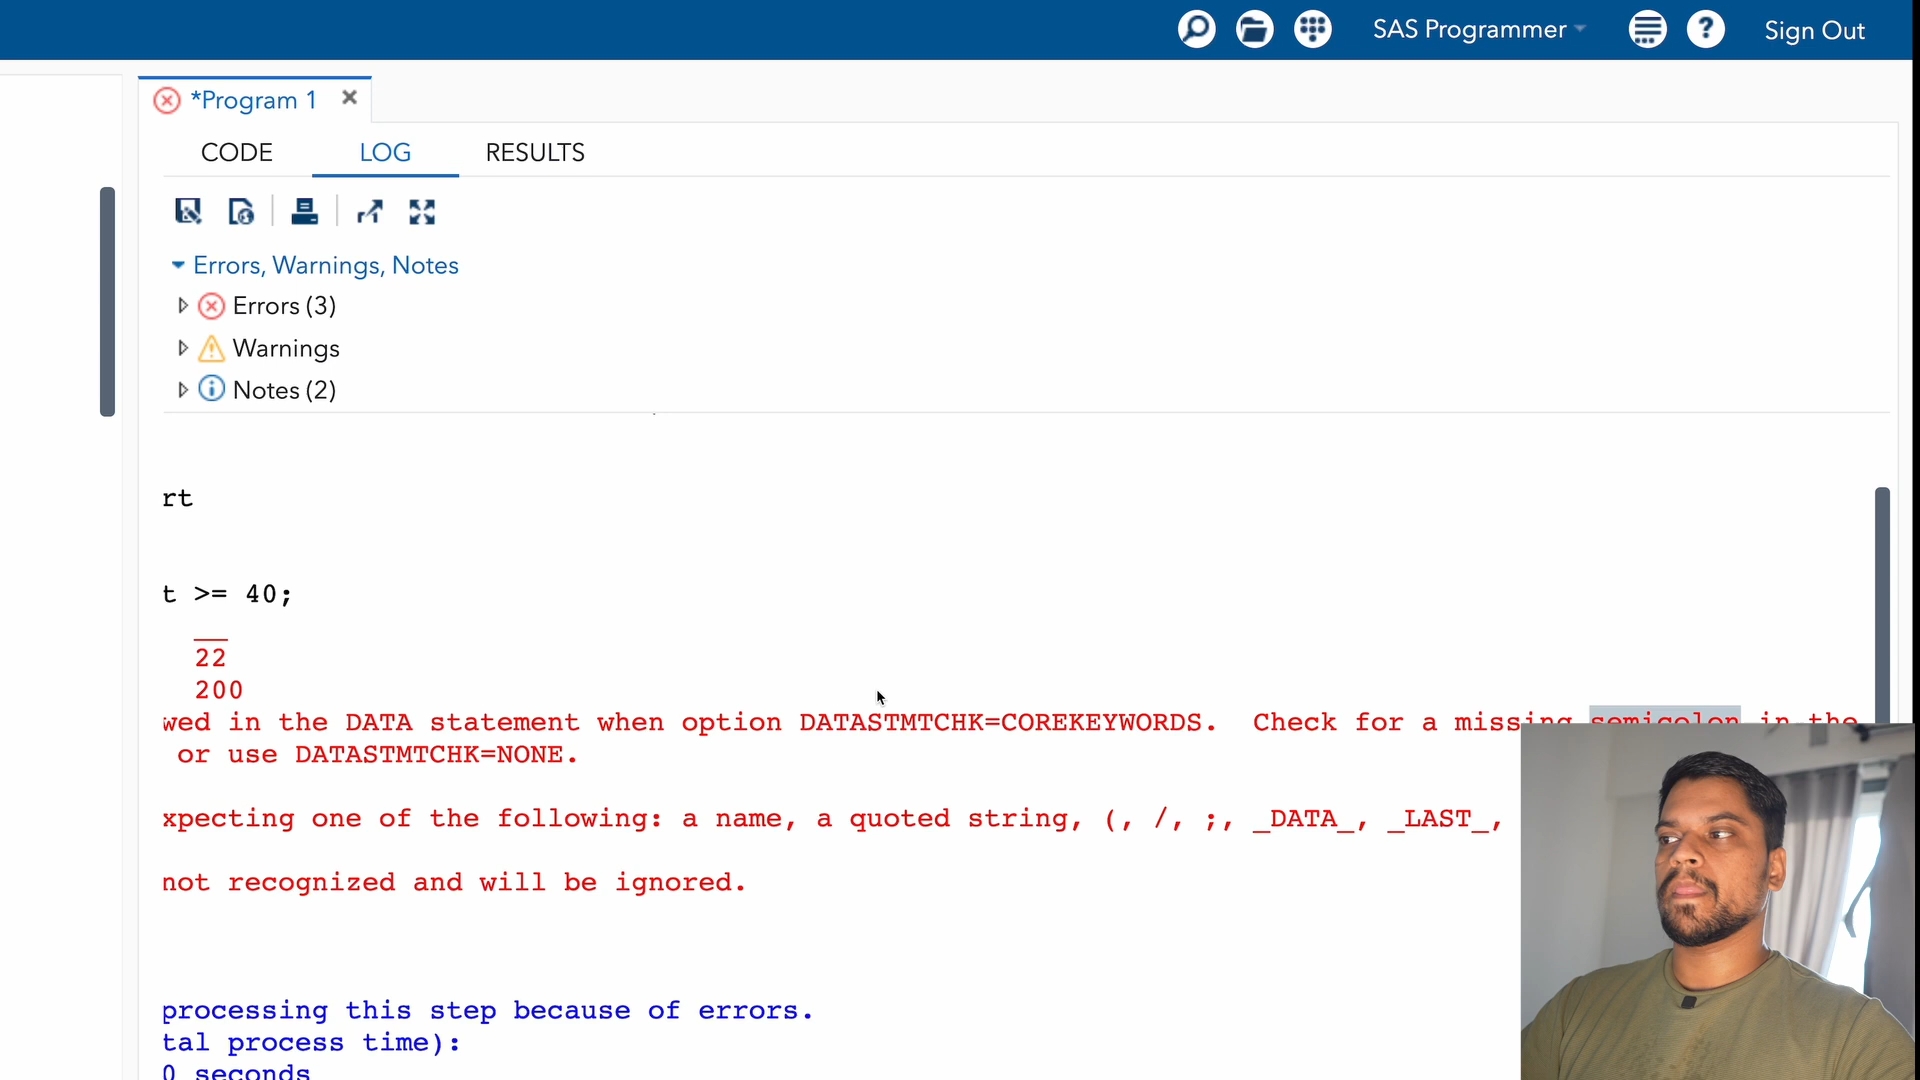 SAS Programmer
?
Sign Out
*Program 1
CODE
LOG
RESULTS
Errors, Warnings, Notes
Errors (3)
Warnings
Notes (2)
rt
t >= 40;
22
200
wed in the DATA statement when option DATASTMTCHK=COREKEYWORDS.  Check for a missing semicolon in the
or use DATASTMTCHK=NONE.
xpecting one of the following: a name, a quoted string, (, /, ;, _DATA_, _LAST_,
not recognized and will be ignored.
processing this step because of errors.
tal process time):
0 seconds